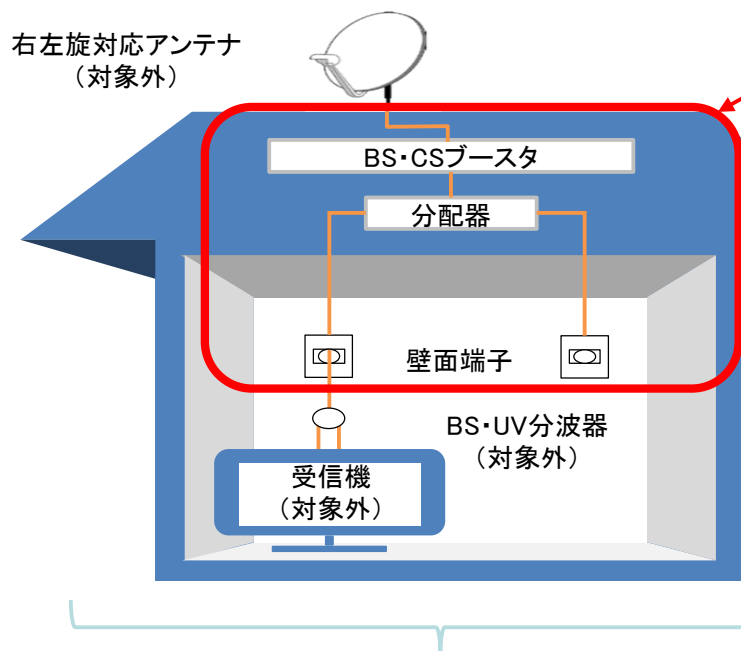 右左旋対応アンテナ
（対象外）
BS・CSブースタ
分配器
壁面端子
BS・UV分波器
（対象外）
受信機
（対象外）